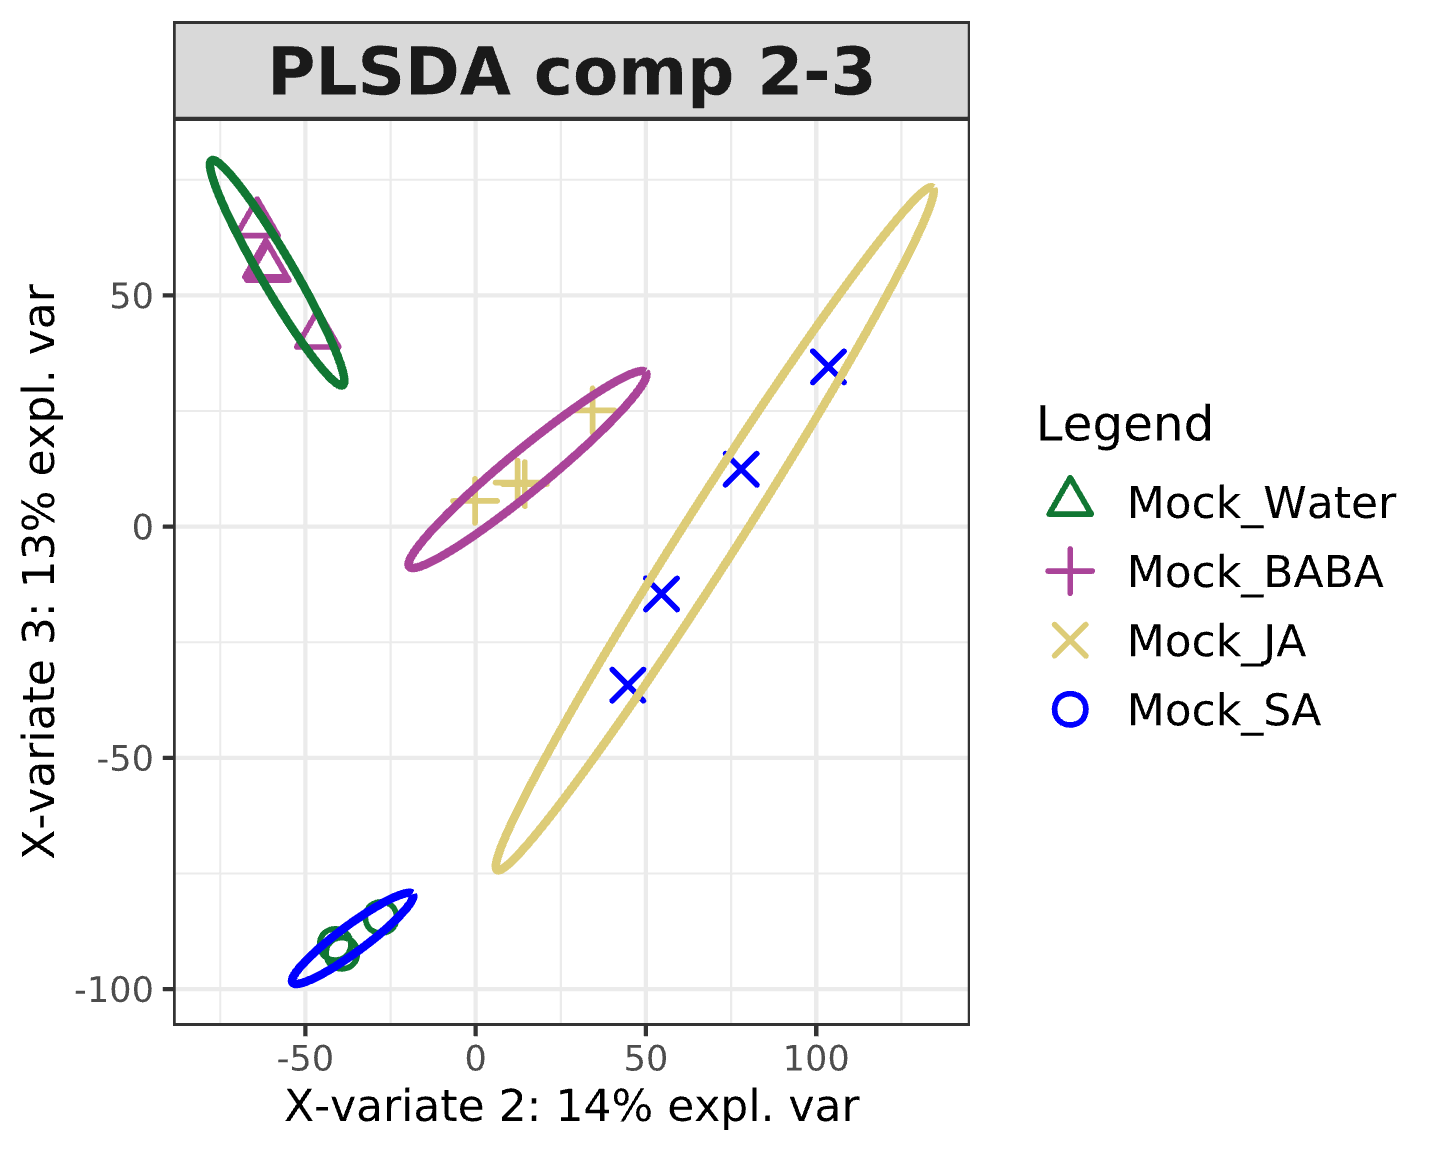 PLSDA comp 2-3
X-variate 3: 13% expl. var
50
0
-50
-100
-50
0
50
100
X-variate 2: 14% expl. var
Legend
Mock_Water
Mock_BABA
Mock_JA
Mock_SA